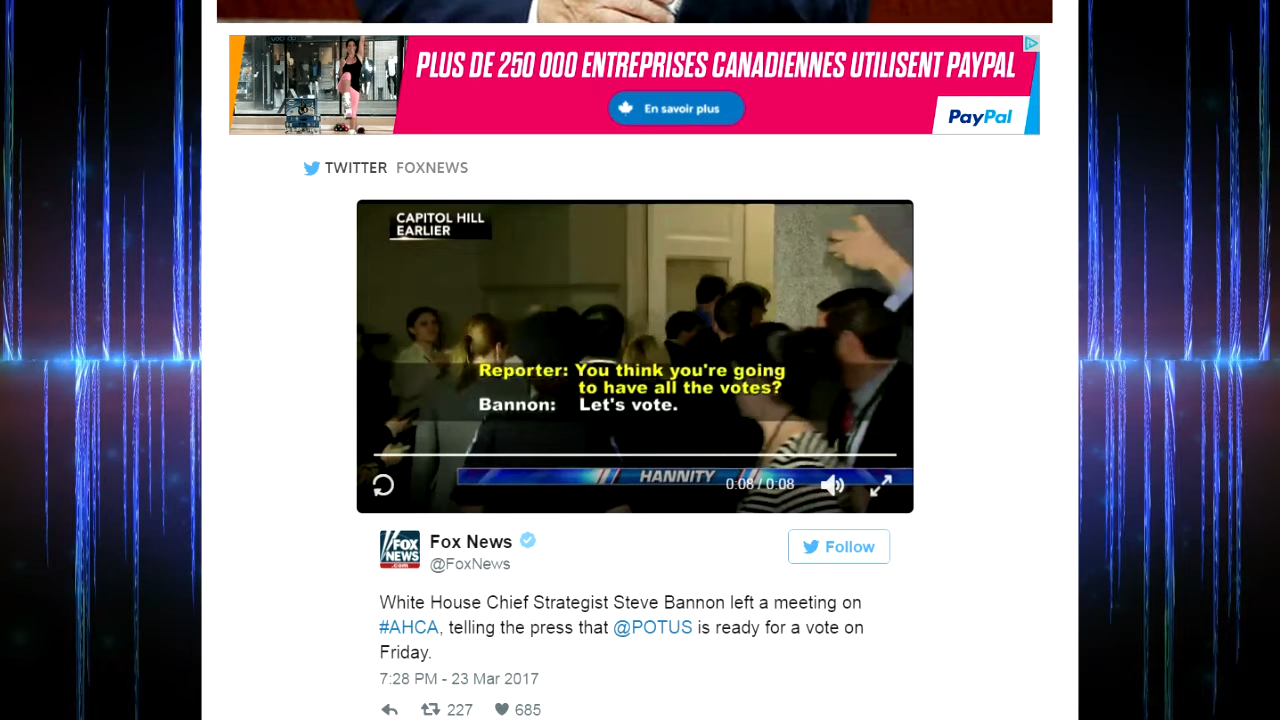 PLUS DE 250 000 ENTREPRISES CANADIENNES UTILISENT PAYPAL
En savoir plus
PayPal
TWITTER FOXNEWS
CAPITOL HILL
EARLIER
Reporter: You think you're going
to have all the votes?
Bannon: Let's vote.
HANNITY
0:08 / 0:08
FOX
NEWS
.com
Fox News
@FoxNews
Follow
White House Chief Strategist Steve Bannon left a meeting on
#AHCA, telling the press that @POTUS is ready for a vote on
Friday.
7:28 PM - 23 Mar 2017
227 685